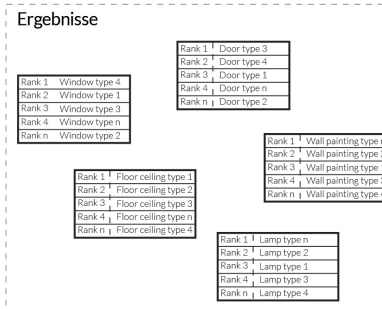 Ergebnisse
Rank 1 Door type 3
Rank 2 Door type 4
Rank 3 Door type 1
Rank 4 Door type n
Rank n Door type 2
Rank 1 Window type 4
Rank 2 Window type 1
Rank 3 Window type 3
Rank 4 Window type n
Rank n Window type 2
Rank 1 Wall painting type
Rank 2 Wall painting type
Rank 3 Wall painting type
Rank 4 Wall painting type
Rank n Wall painting type
Rank 1 Floor ceiling type 1
Rank 2 Floor ceiling type 2
Rank 3 Floor ceiling type 3
Rank 4 Floor ceiling type n
Rank n Floor ceiling type 4
Rank 1 Lamp type n
Rank 2 Lamp type 2
Rank 3 Lamp type 1
Rank 4 Lamp type 3
Rank n Lamp type 4